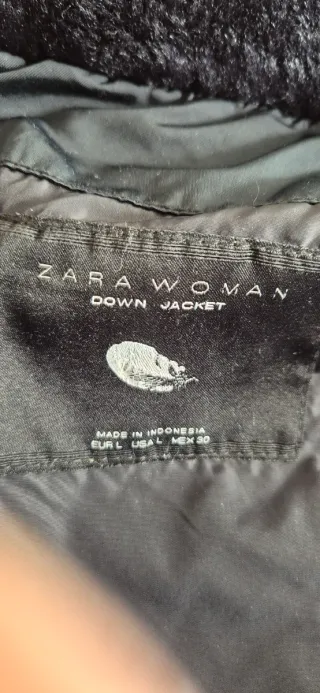 ZARA WOMAN
DOWN JACKET
MADE IN INDONESIA
EUR L USA L MEX 30